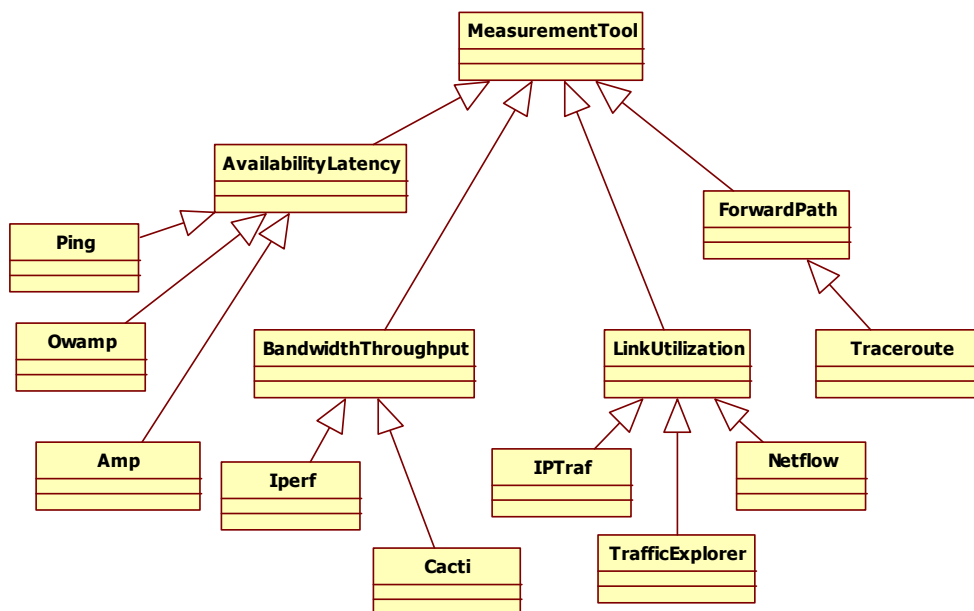 MeasurementTool
AvailabilityLatency
ForwardPath
Ping
Owamp
BandwidthThroughput
LinkUtilization
Traceroute
Amp
Iperf
IPTraf
Netflow
Cacti
TrafficExplorer